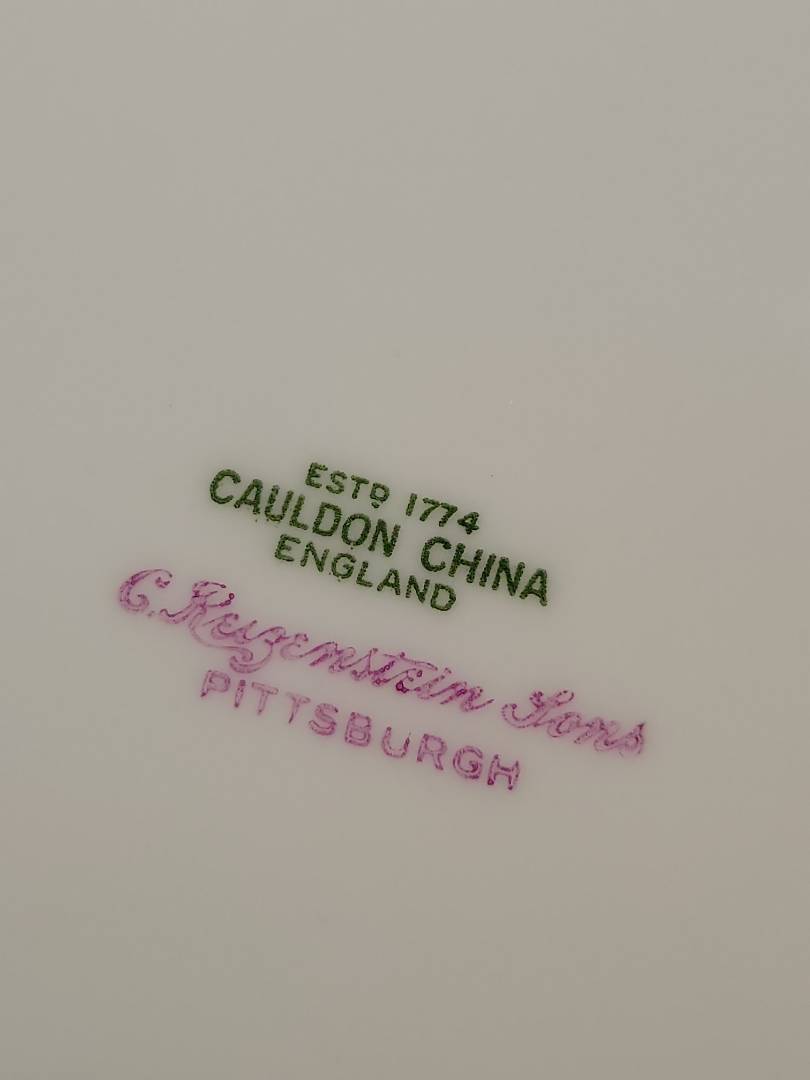 ESTD 1774
CAULDON CHINA
ENGLAND
C. Reizenstein Sons
PITTSBURGH